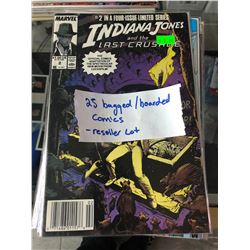 MARVEL
#2 IN A FOUR-ISSUE LIMITED SERIES
INDIANA JONES
and the
LAST CRUSADE
25 bagged/boarded
Comics
- reseller Lot